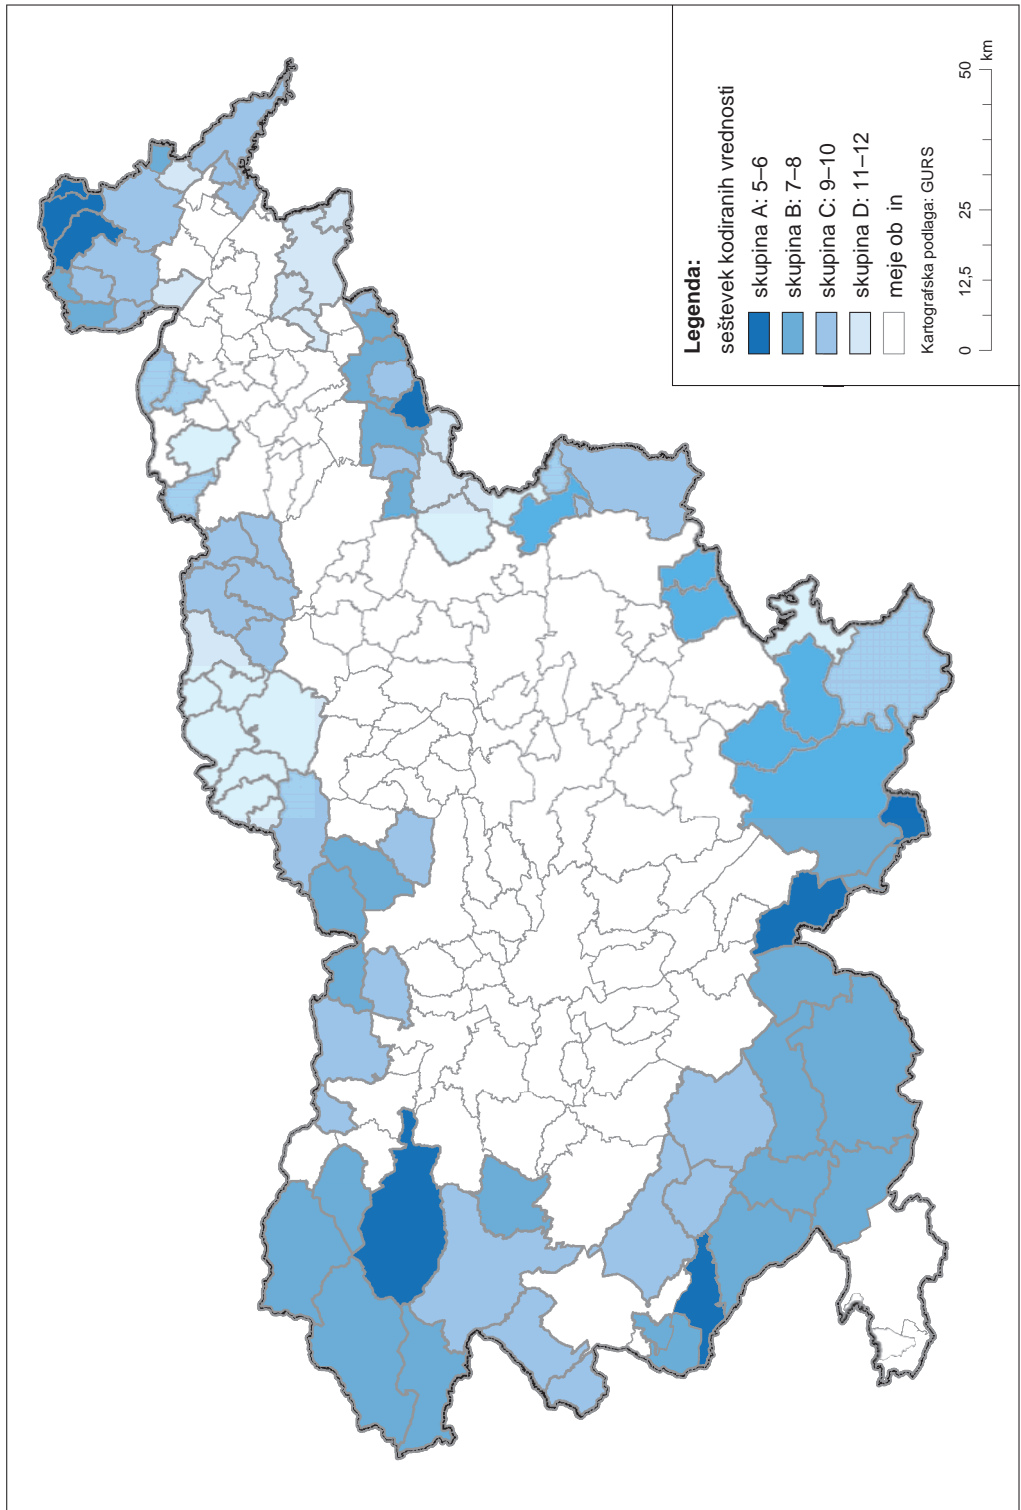 Legenda:
seštevek kodiranih vrednosti
skupina A: 5–6
skupina B: 7–8
skupina C: 9–10
skupina D: 11–12
meje ob in
Kartografska podlaga: GURS
0 12,5 25 50
km